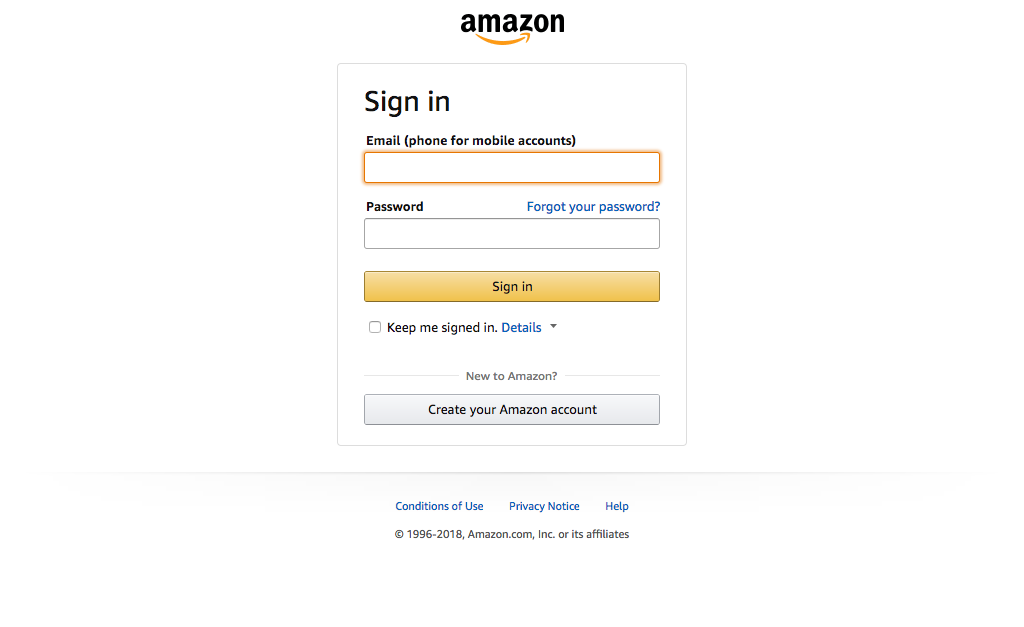 amazon
Sign in
Email (phone for mobile accounts)
Password Forgot your password?
Sign in
Keep me signed in. Details
New to Amazon?
Create your Amazon account
Conditions of Use Privacy Notice Help
© 1996-2018, Amazon.com, Inc. or its affiliates